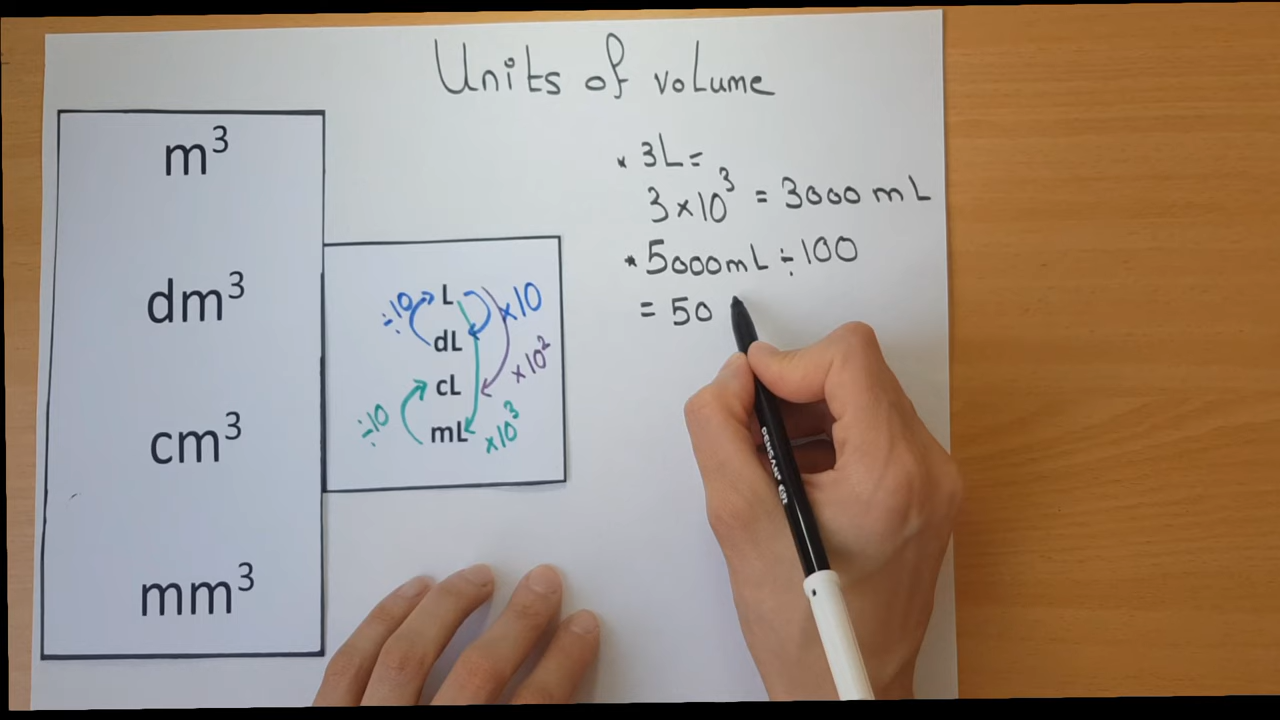 Units of volume
m³
dm³
cm³
mm³
÷10
L
dL
cL
mL
÷10
×10
×10²
×10³
* 3L =
3×10³ = 3000 mL
* 5000mL ÷ 100
= 50
PENSAN